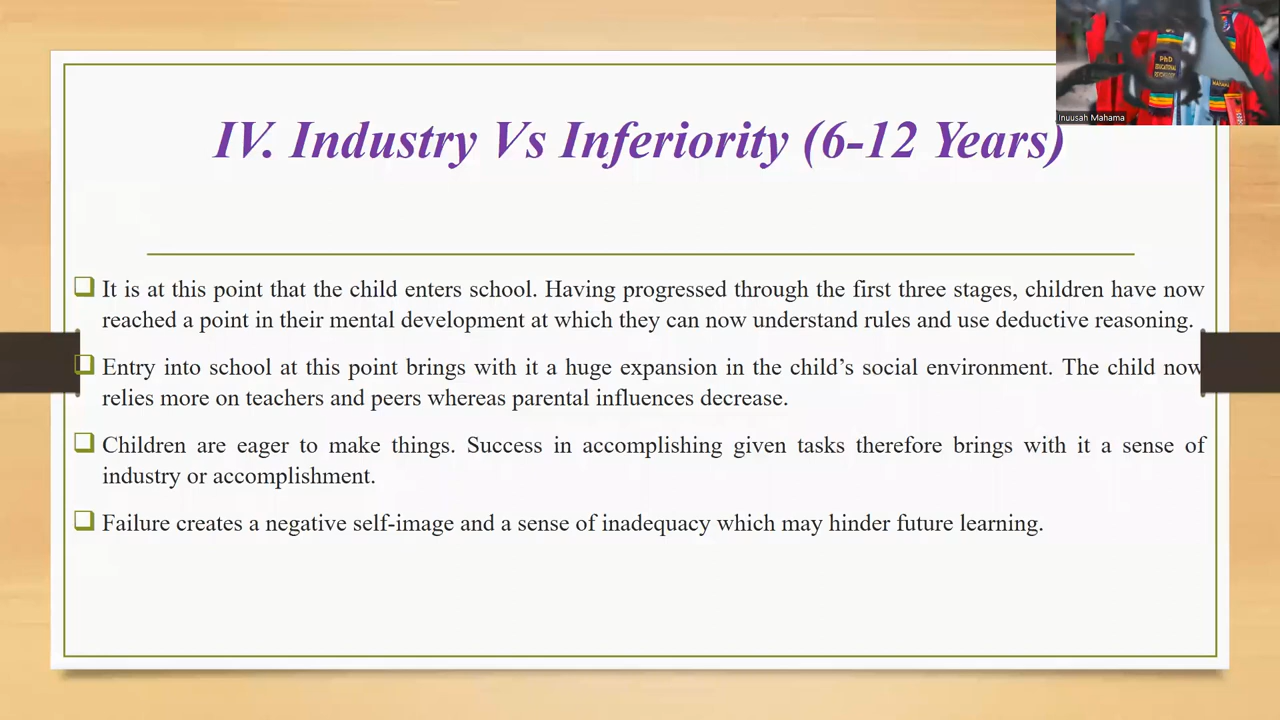 PhD
EDUCATIONAL
PSYCHOLOGY
MAHAMA
Inuusah Mahama
IV. Industry Vs Inferiority (6-12 Years)
It is at this point that the child enters school. Having progressed through the first three stages, children have now
reached a point in their mental development at which they can now understand rules and use deductive reasoning.
Entry into school at this point brings with it a huge expansion in the child’s social environment. The child now
relies more on teachers and peers whereas parental influences decrease.
Children are eager to make things. Success in accomplishing given tasks therefore brings with it a sense of
industry or accomplishment.
Failure creates a negative self-image and a sense of inadequacy which may hinder future learning.